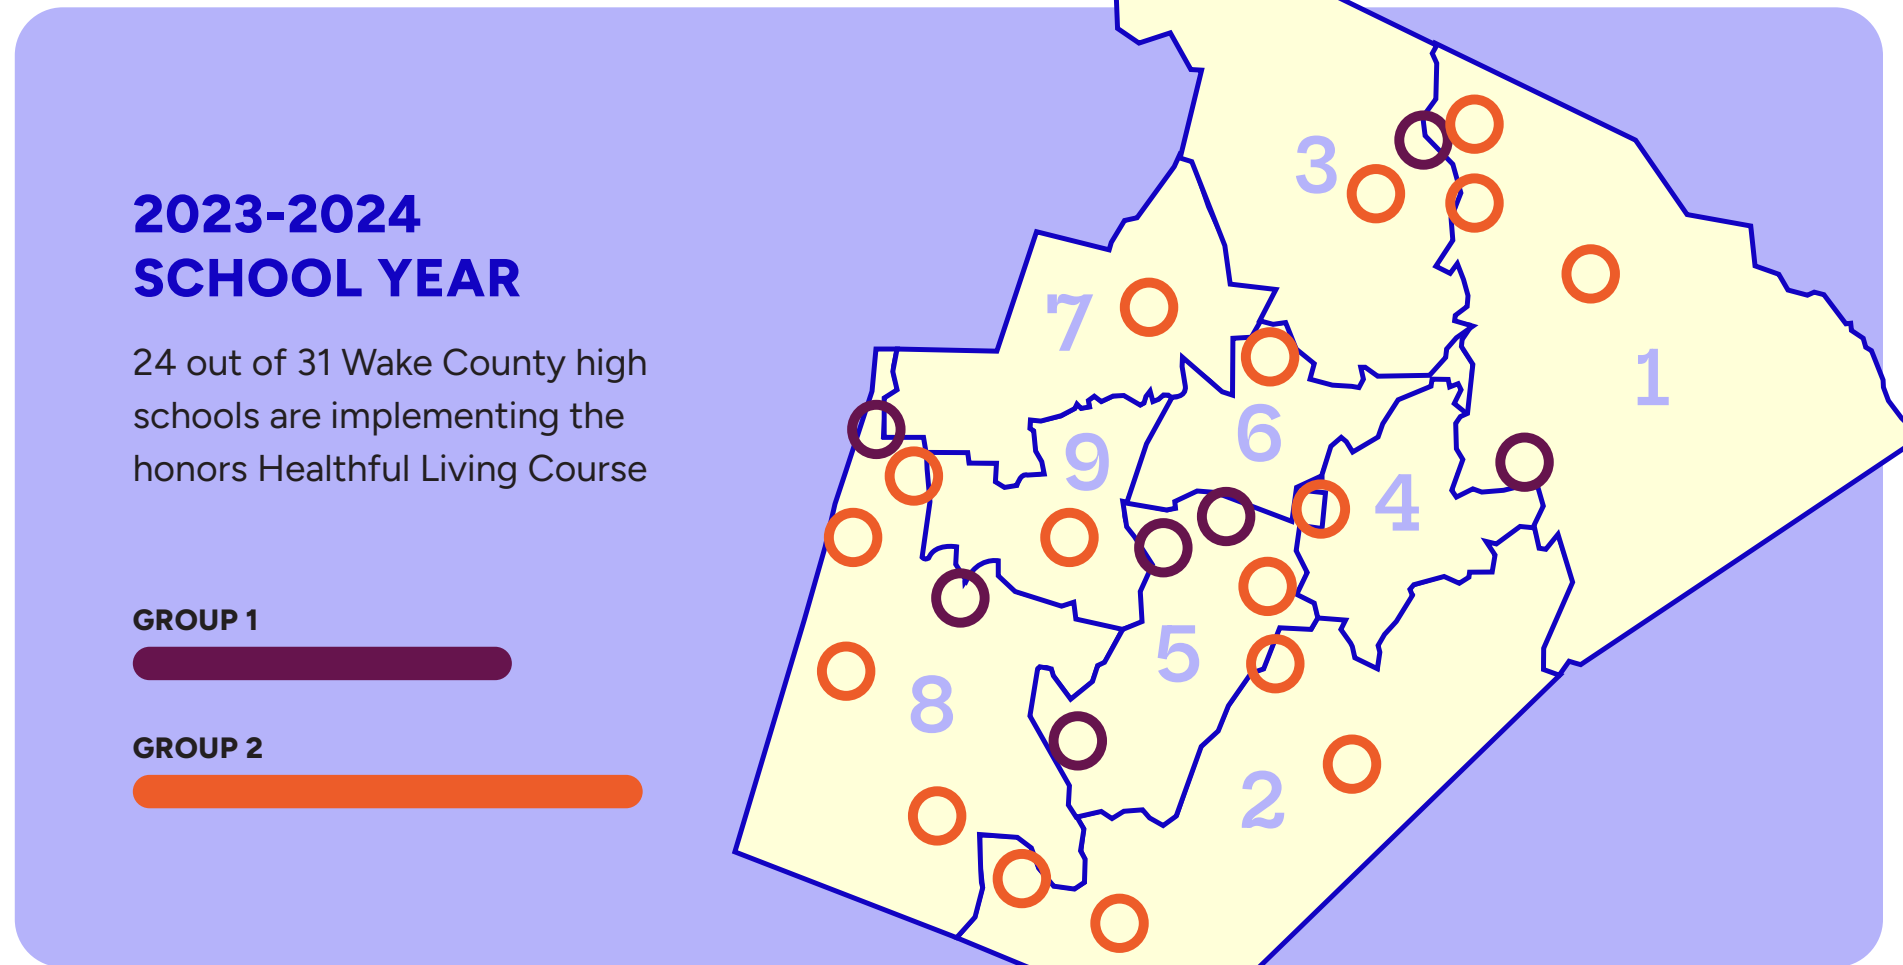 2023-2024
SCHOOL YEAR
24 out of 31 Wake County high
schools are implementing the
honors Healthful Living Course
GROUP 1
GROUP 2
3
7
1
6
9
4
5
8
2